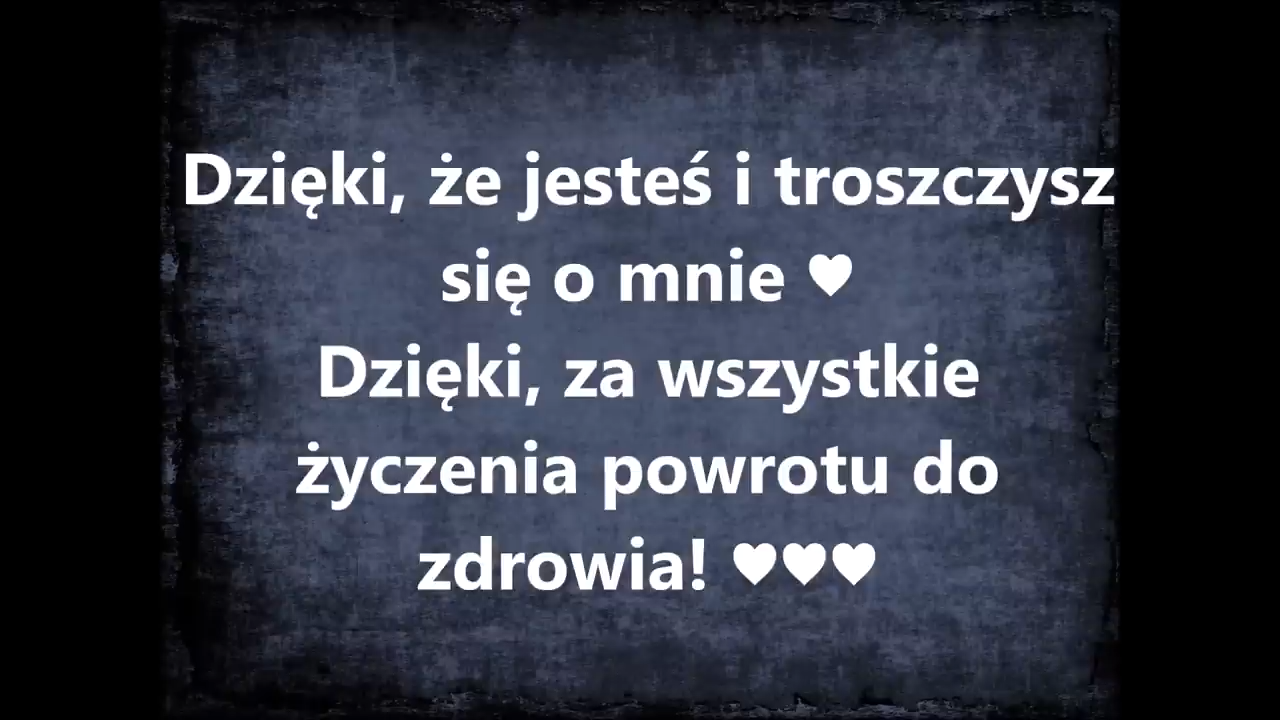 Dzięki, że jesteś i troszczysz
się o mnie ♥
Dzięki, za wszystkie
życzenia powrotu do
zdrowia! ♥♥♥